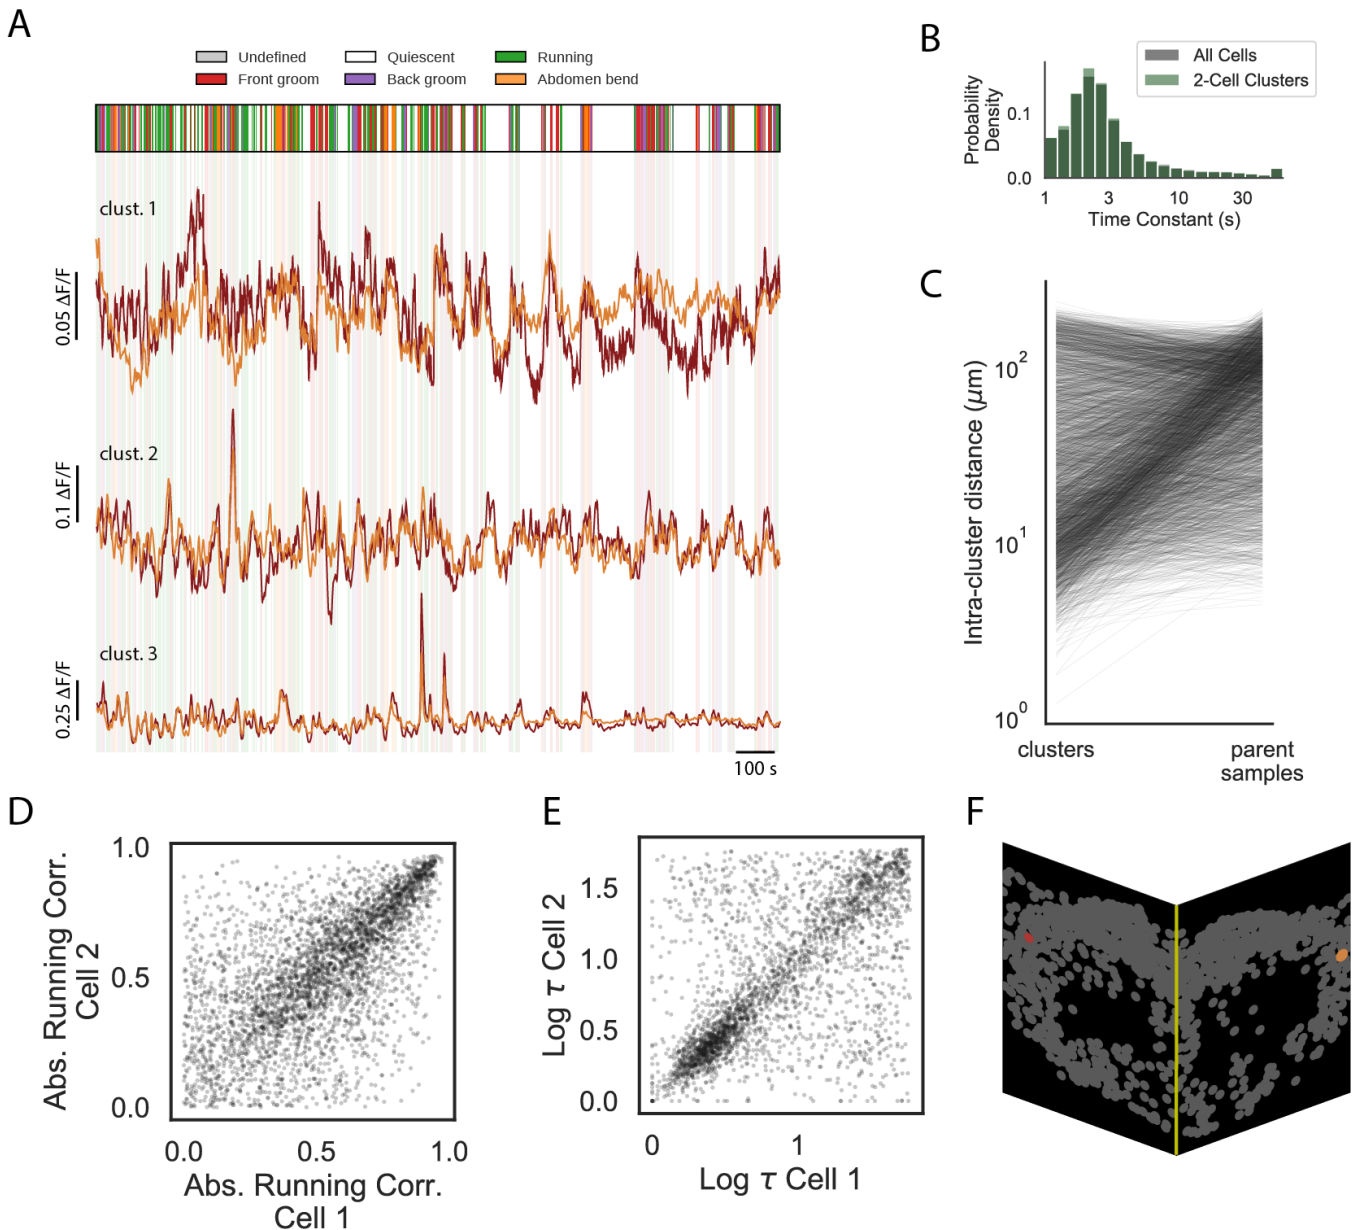 A
Undefined
Quiescent
Running
Front groom
Back groom
Abdomen bend
clust. 1
0.05 ΔF/F
clust. 2
0.1 ΔF/F
clust. 3
0.25 ΔF/F
100 s
B
All Cells
2-Cell Clusters
Probability
Density
0.1
0.0
1
3
10
30
Time Constant (s)
C
Intra-cluster distance (μm)
10²
10¹
10⁰
clusters
parent
samples
D
Abs. Running Corr.
Cell 2
1.0
0.5
0.0
0.0
0.5
1.0
Abs. Running Corr.
Cell 1
E
Log τ Cell 2
1.5
1.0
0.5
0.0
0
1
Log τ Cell 1
F